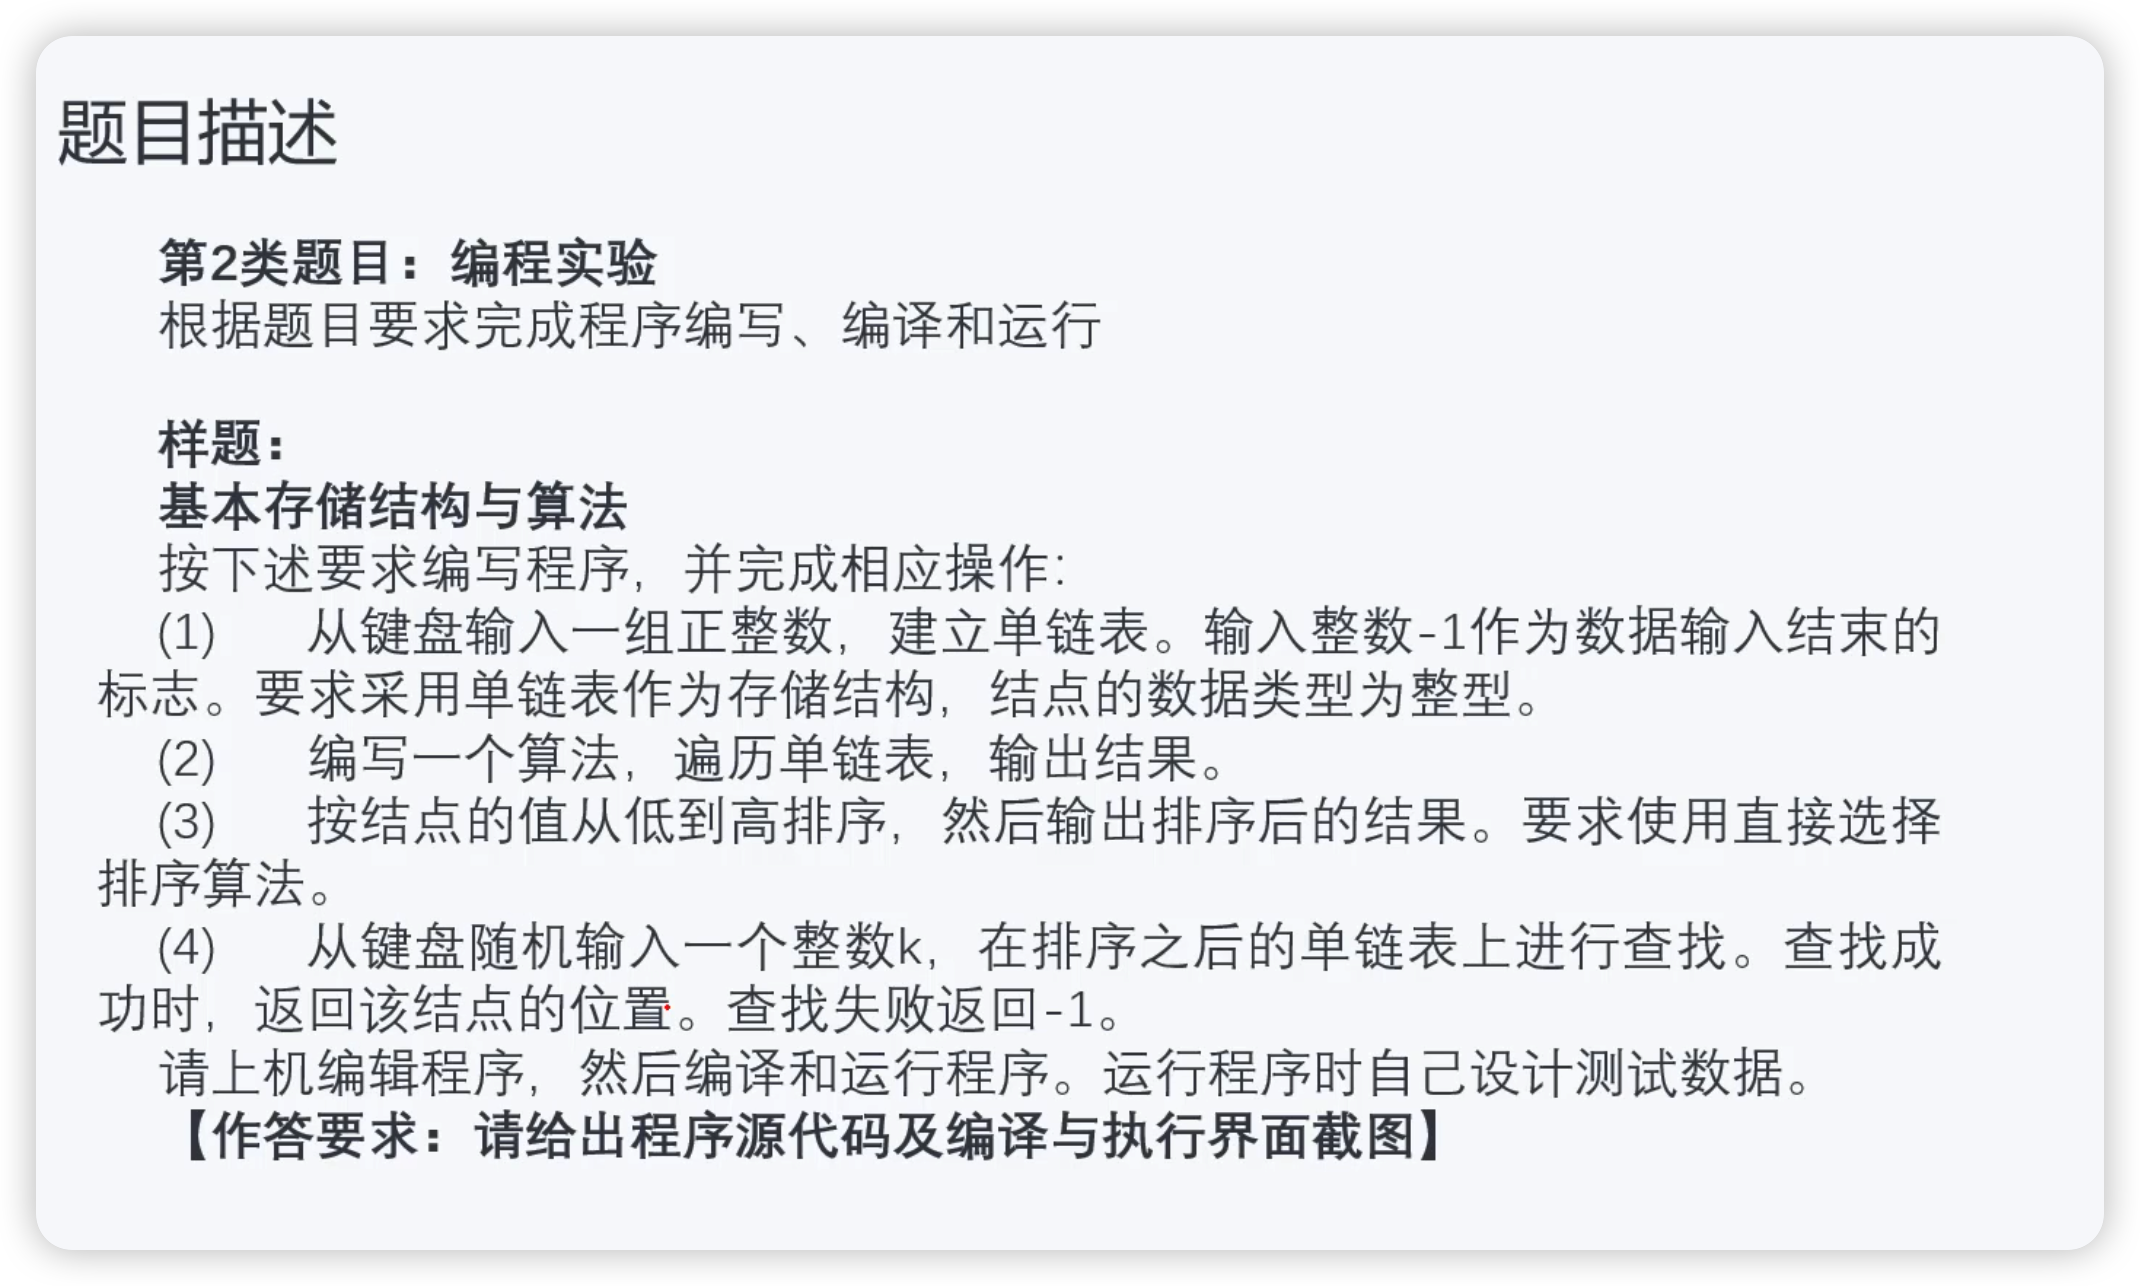 题目描述
第2类题目：编程实验
根据题目要求完成程序编写、编译和运行
样题：
基本存储结构与算法
按下述要求编写程序，并完成相应操作：
(1) 从键盘输入一组正整数，建立单链表。输入整数-1作为数据输入结束的
标志。要求采用单链表作为存储结构，结点的数据类型为整型。
(2) 编写一个算法，遍历单链表，输出结果。
(3) 按结点的值从低到高排序，然后输出排序后的结果。要求使用直接选择
排序算法。
(4) 从键盘随机输入一个整数k，在排序之后的单链表上进行查找。查找成
功时，返回该结点的位置。查找失败返回-1。
请上机编辑程序，然后编译和运行程序。运行程序时自己设计测试数据。
【作答要求：请给出程序源代码及编译与执行界面截图】